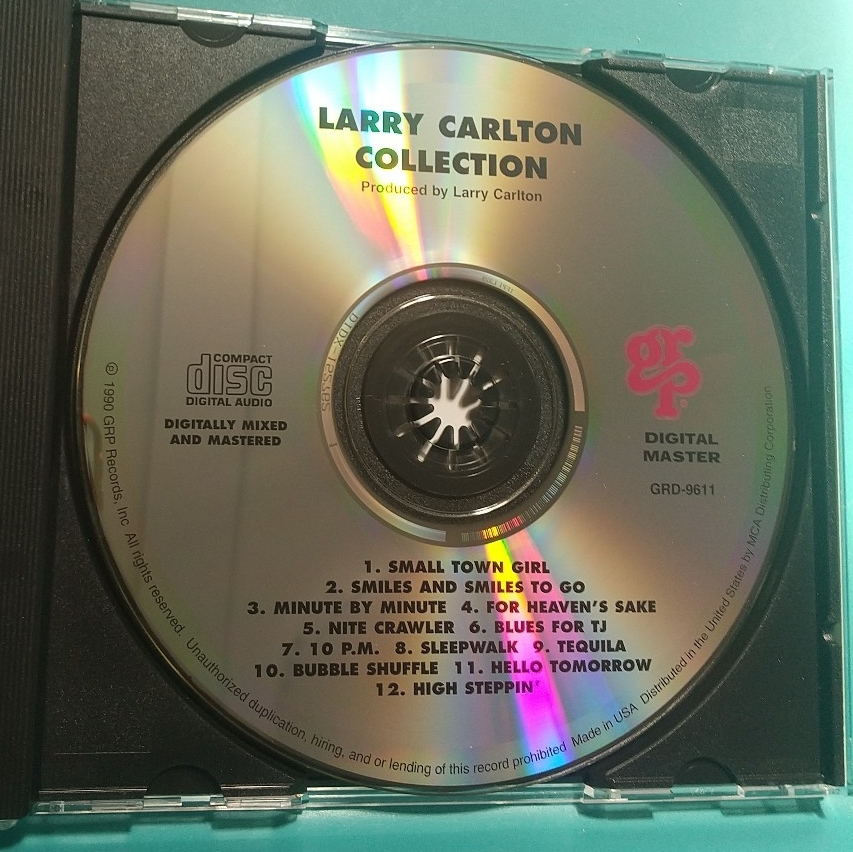 LARRY CARLTON
COLLECTION
Produced by Larry Carlton
COMPACT
disc
DIGITAL AUDIO
DIGITALLY MIXED
AND MASTERED
grp
DIGITAL
MASTER
GRD-9611
1. SMALL TOWN GIRL
2. SMILES AND SMILES TO GO
3. MINUTE BY MINUTE 4. FOR HEAVEN'S SAKE
5. NITE CRAWLER 6. BLUES FOR TJ
7. 10 P.M. 8. SLEEPWALK 9. TEQUILA
10. BUBBLE SHUFFLE 11. HELLO TOMORROW
12. HIGH STEPPIN'
℗ 1990 GRP Records, Inc. All rights reserved. Unauthorized duplication, hiring, and or lending of this record prohibited Made in USA Distributed in the United States by MCA Distributing Corporation